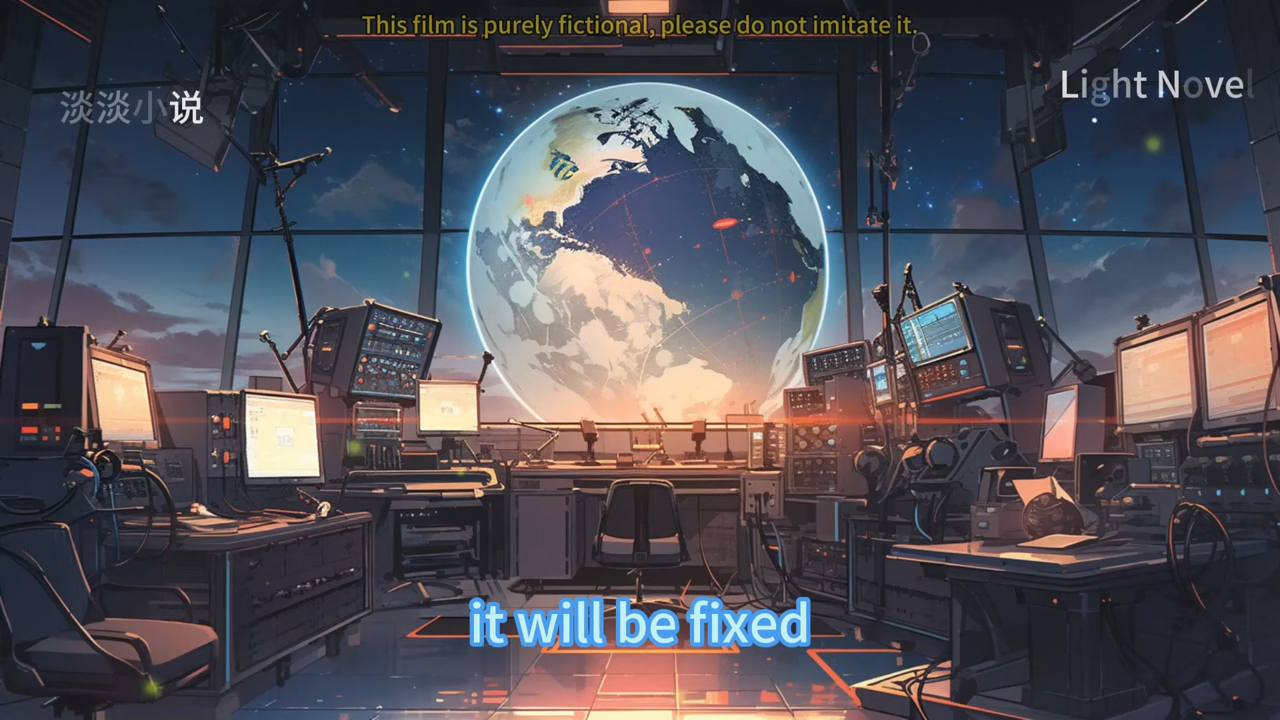 This film is purely fictional, please do not imitate it.
淡淡小说
Light Novel
it will be fixed